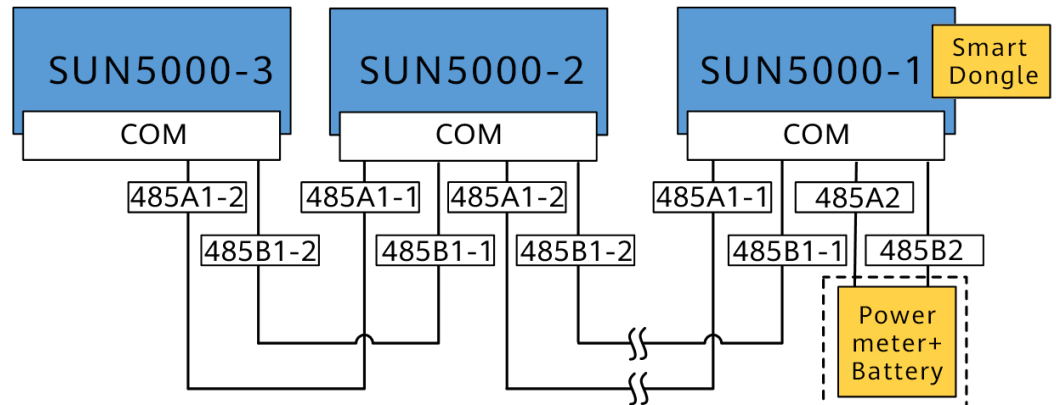 SUN5000-3
SUN5000-2
SUN5000-1
Smart
Dongle
COM
COM
COM
485A1-2
485A1-1
485A1-2
485A1-1
485A2
485B1-2
485B1-1
485B1-2
485B1-1
485B2
Power
meter+
Battery